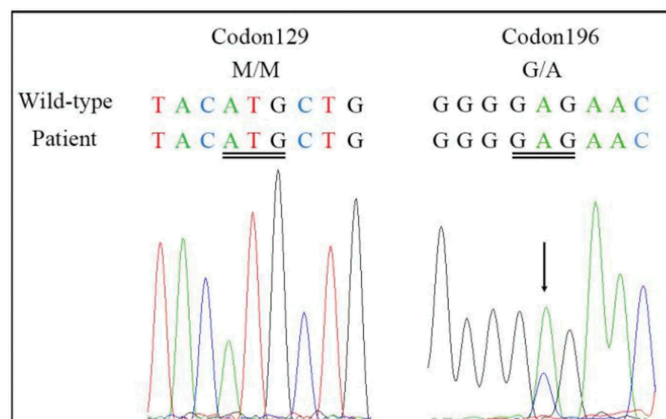 Codon129 Codon196
M/M G/A
Wild-type T A C A T G C T G G G G G A G A A C
Patient T A C A T G C T G G G G G A G A A C